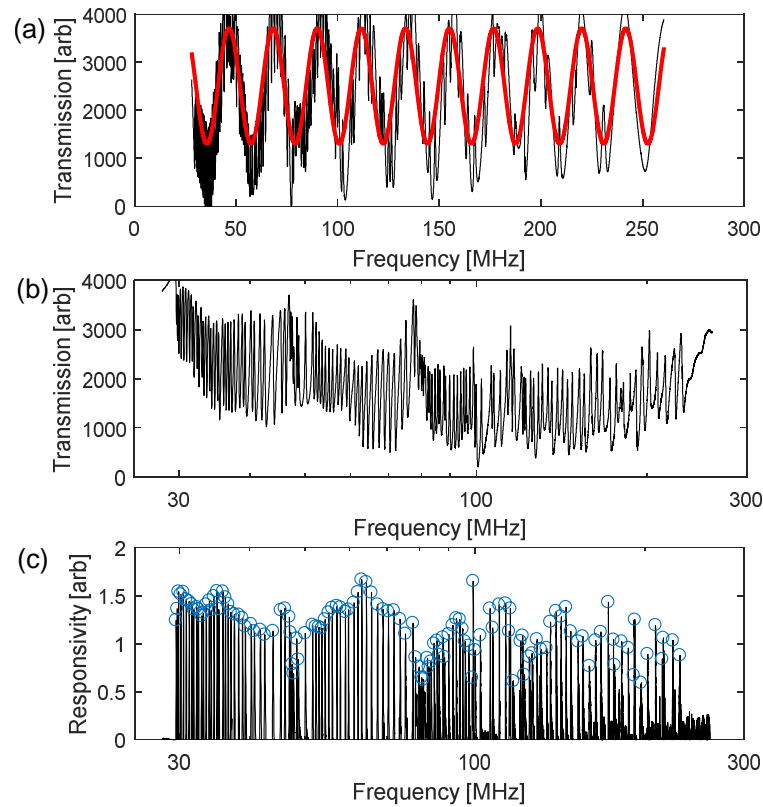 (a)
Transmission [arb]
4000
3000
2000
1000
0
0 50 100 150 200 250 300
Frequency [MHz]
(b)
Transmission [arb]
4000
3000
2000
1000
0
30 100 300
Frequency [MHz]
(c)
Responsivity [arb]
2
1.5
1
0.5
0
30 100 300
Frequency [MHz]